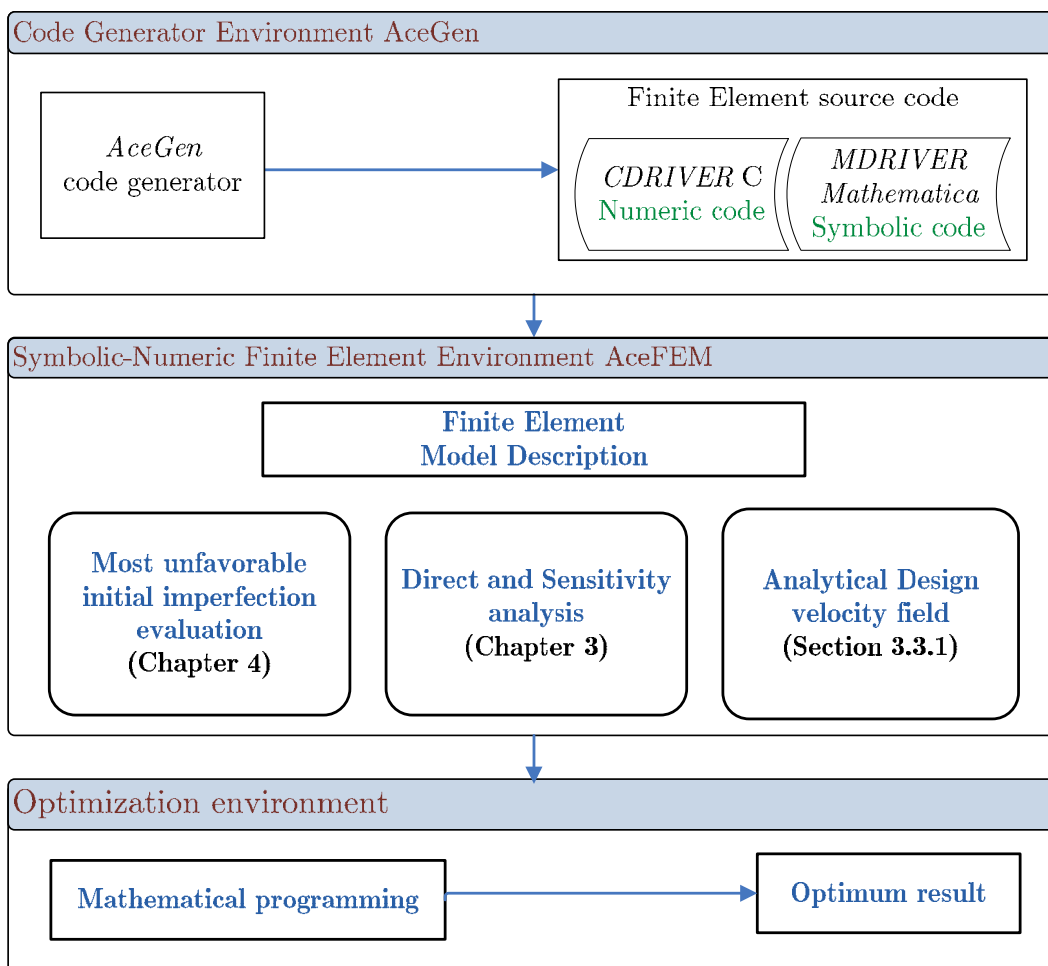 Code Generator Environment AceGen
AceGen
code generator
Finite Element source code
CDRIVER C
Numeric code
MDRIVER
Mathematica
Symbolic code
Symbolic-Numeric Finite Element Environment AceFEM
Finite Element
Model Description
Most unfavorable
initial imperfection
evaluation
(Chapter 4)
Direct and Sensitivity
analysis
(Chapter 3)
Analytical Design
velocity field
(Section 3.3.1)
Optimization environment
Mathematical programming
Optimum result